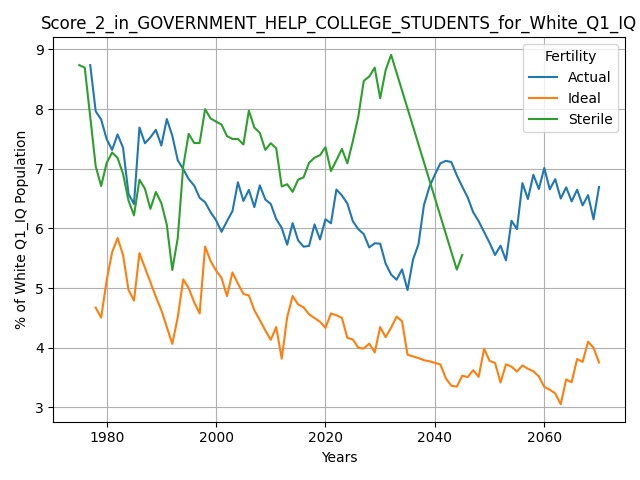 Score_2_in_GOVERNMENT_HELP_COLLEGE_STUDENTS_for_White_Q1_IQ
Fertility
Actual
Ideal
Sterile
% of White Q1_IQ Population
9
8
7
6
5
4
3
1980
2000
2020
2040
2060
Years